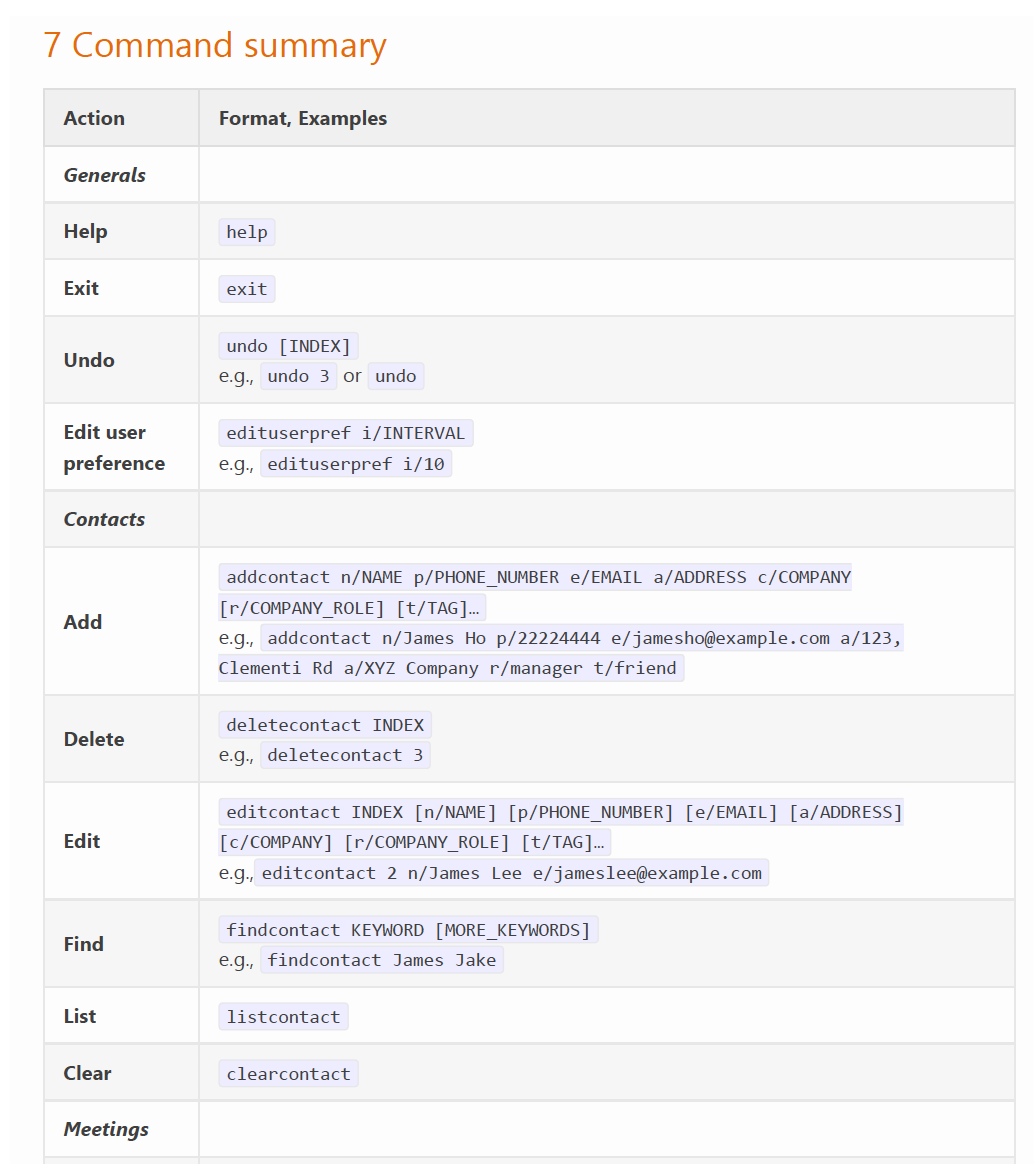 7 Command summary
Action Format, Examples
Generals
Help help
Exit exit
Undo undo [INDEX]
e.g., undo 3 or undo
Edit user preference edituserpref i/INTERVAL
e.g., edituserpref i/10
Contacts
Add addcontact n/NAME p/PHONE_NUMBER e/EMAIL a/ADDRESS c/COMPANY
[r/COMPANY_ROLE] [t/TAG]…
e.g., addcontact n/James Ho p/22224444 e/jamesho@example.com a/123,
Clementi Rd a/XYZ Company r/manager t/friend
Delete deletecontact INDEX
e.g., deletecontact 3
Edit editcontact INDEX [n/NAME] [p/PHONE_NUMBER] [e/EMAIL] [a/ADDRESS]
[c/COMPANY] [r/COMPANY_ROLE] [t/TAG]…
e.g., editcontact 2 n/James Lee e/jameslee@example.com
Find findcontact KEYWORD [MORE_KEYWORDS]
e.g., findcontact James Jake
List listcontact
Clear clearcontact
Meetings